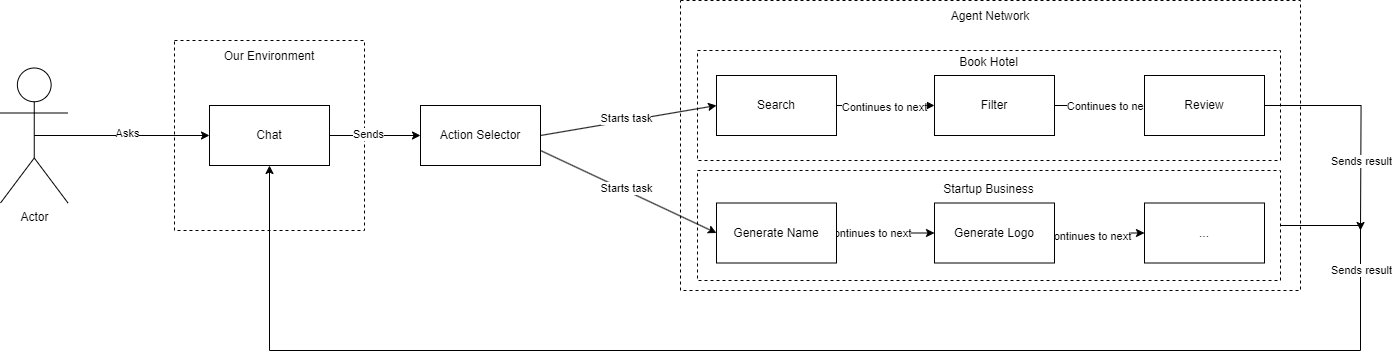 Agent Network
Our Environment
Book Hotel
Search
Continues to next
Filter
Continues to ne
Review
Asks
Chat
Sends
Action Selector
Starts task
Sends result
Starts task
Startup Business
Actor
Generate Name
ontinues to next
Generate Logo
ontinues to next
...
Sends result